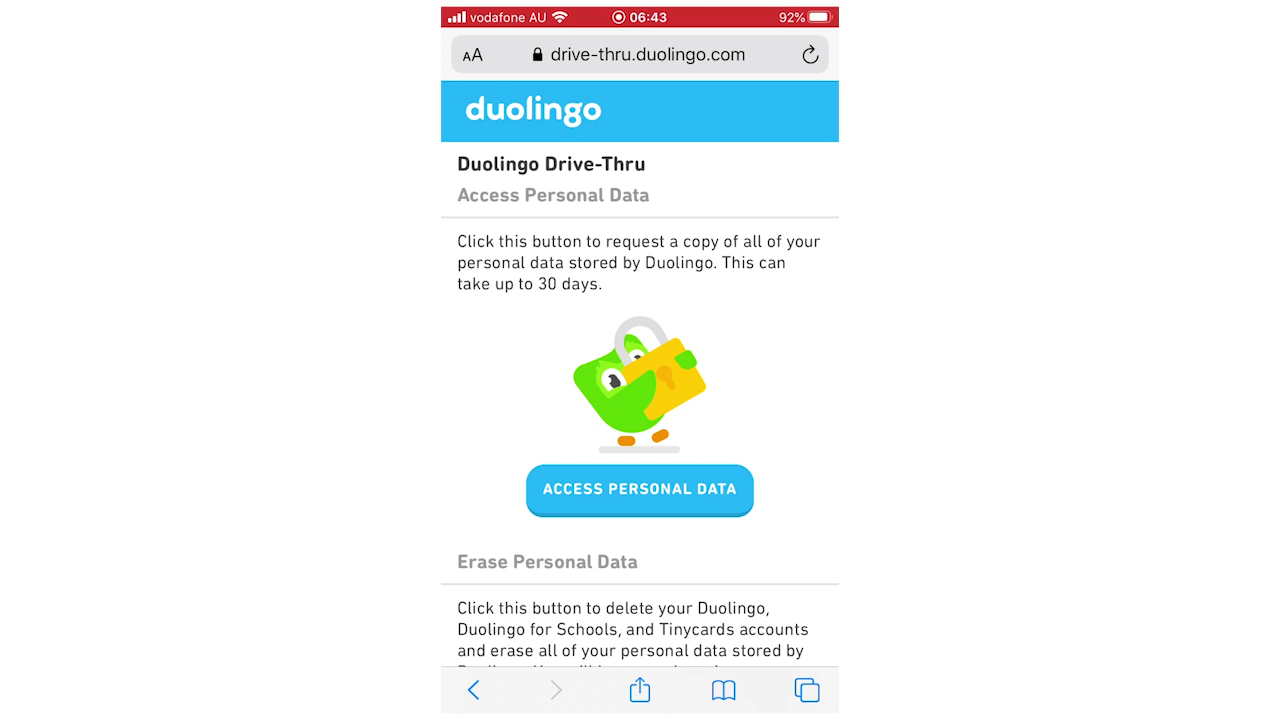 vodafone AU 06:43 92%
AA drive-thru.duolingo.com
duolingo
Duolingo Drive-Thru
Access Personal Data
Click this button to request a copy of all of your
personal data stored by Duolingo. This can
take up to 30 days.
ACCESS PERSONAL DATA
Erase Personal Data
Click this button to delete your Duolingo,
Duolingo for Schools, and Tinycards accounts
and erase all of your personal data stored by